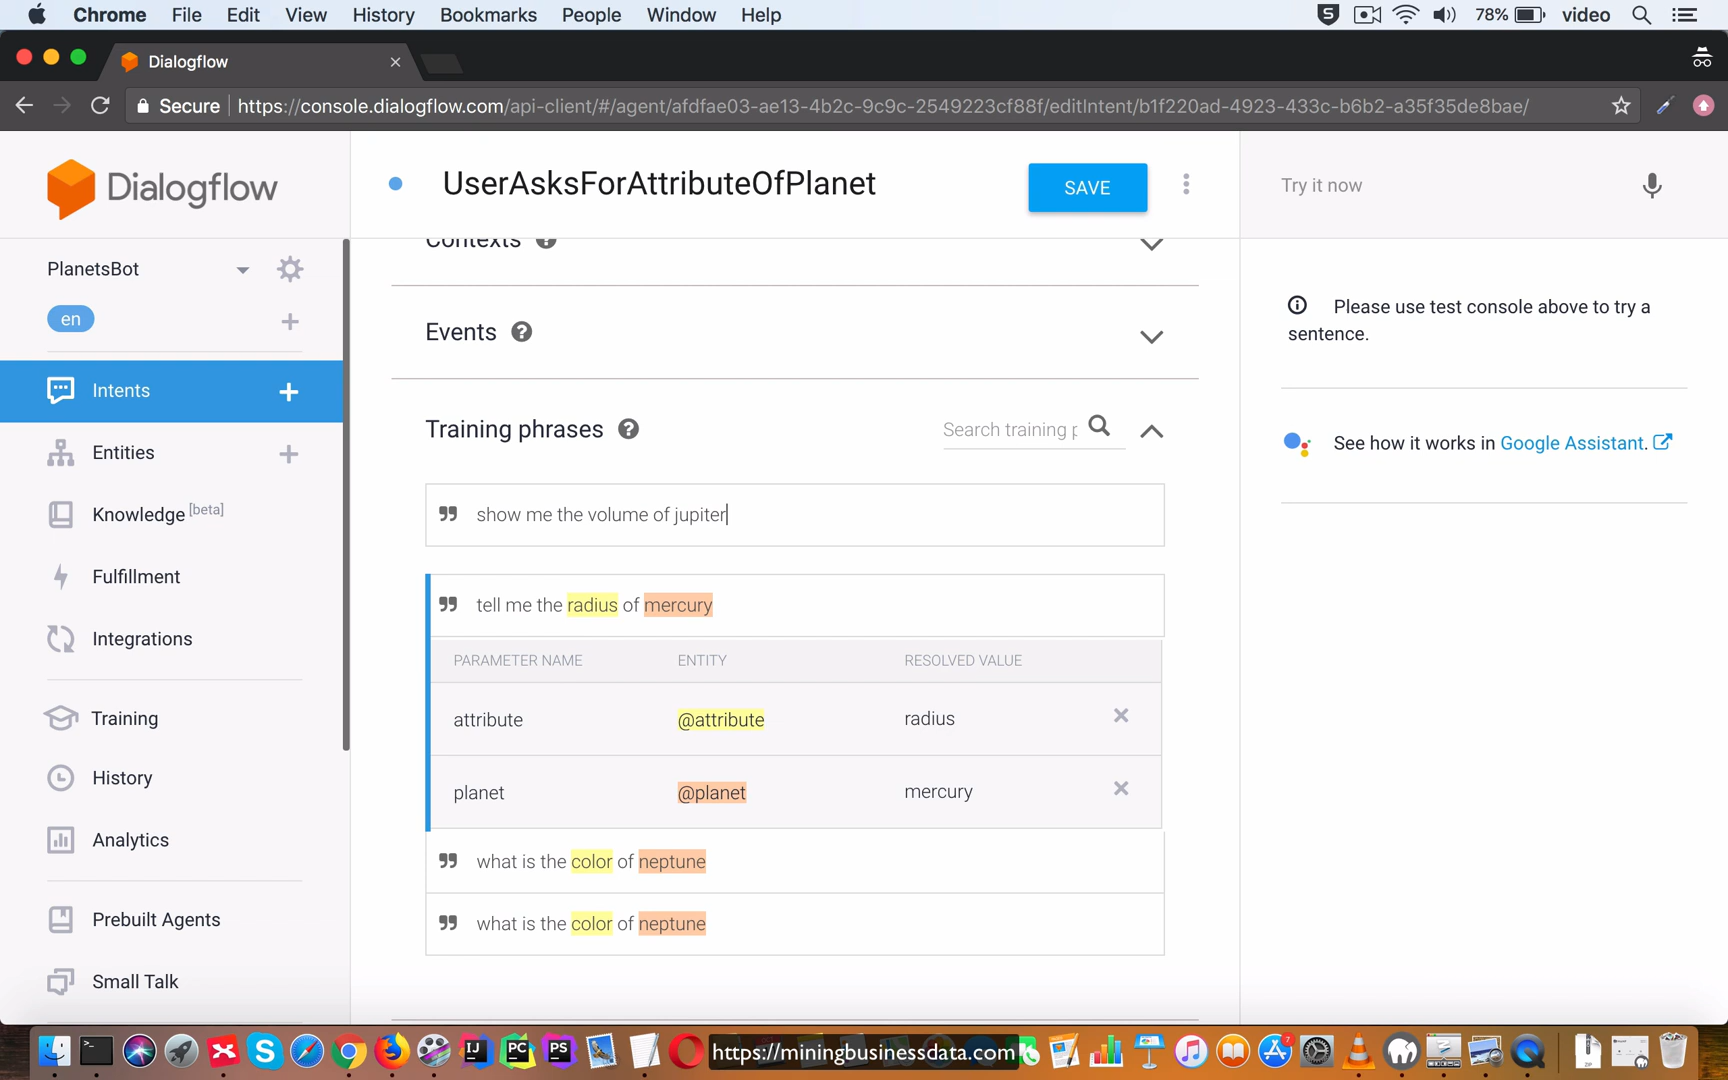 Chrome File Edit View History Bookmarks People Window Help
78% video
Dialogflow
Secure https://console.dialogflow.com/api-client/#/agent/afdfae03-ae13-4b2c-9c9c-2549223cf88f/editIntent/b1f220ad-4923-433c-b6b2-a35f35de8bae/
Dialogflow
UserAsksForAttributeOfPlanet
SAVE
Try it now
PlanetsBot
en
Intents
Entities
Knowledge [beta]
Fulfillment
Integrations
Training
History
Analytics
Prebuilt Agents
Small Talk
Contexts
Events
Training phrases
Search training p
show me the volume of jupiter
tell me the radius of mercury
PARAMETER NAME ENTITY RESOLVED VALUE
attribute @attribute radius
planet @planet mercury
what is the color of neptune
what is the color of neptune
Please use test console above to try a
sentence.
See how it works in Google Assistant.
https://miningbusinessdata.com